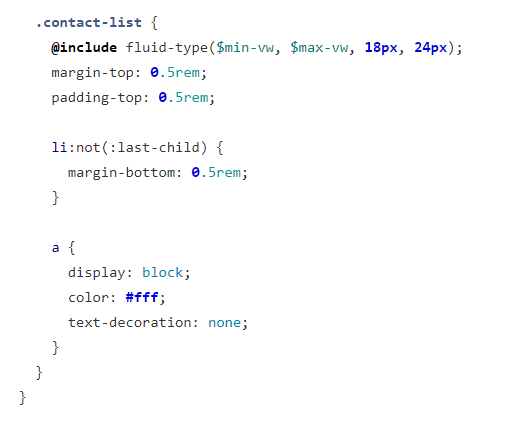 .contact-list {
@include fluid-type($min-vw, $max-vw, 18px, 24px);
margin-top: 0.5rem;
padding-top: 0.5rem;
li:not(:last-child) {
margin-bottom: 0.5rem;
}
a {
display: block;
color: #fff;
text-decoration: none;
}
}
}